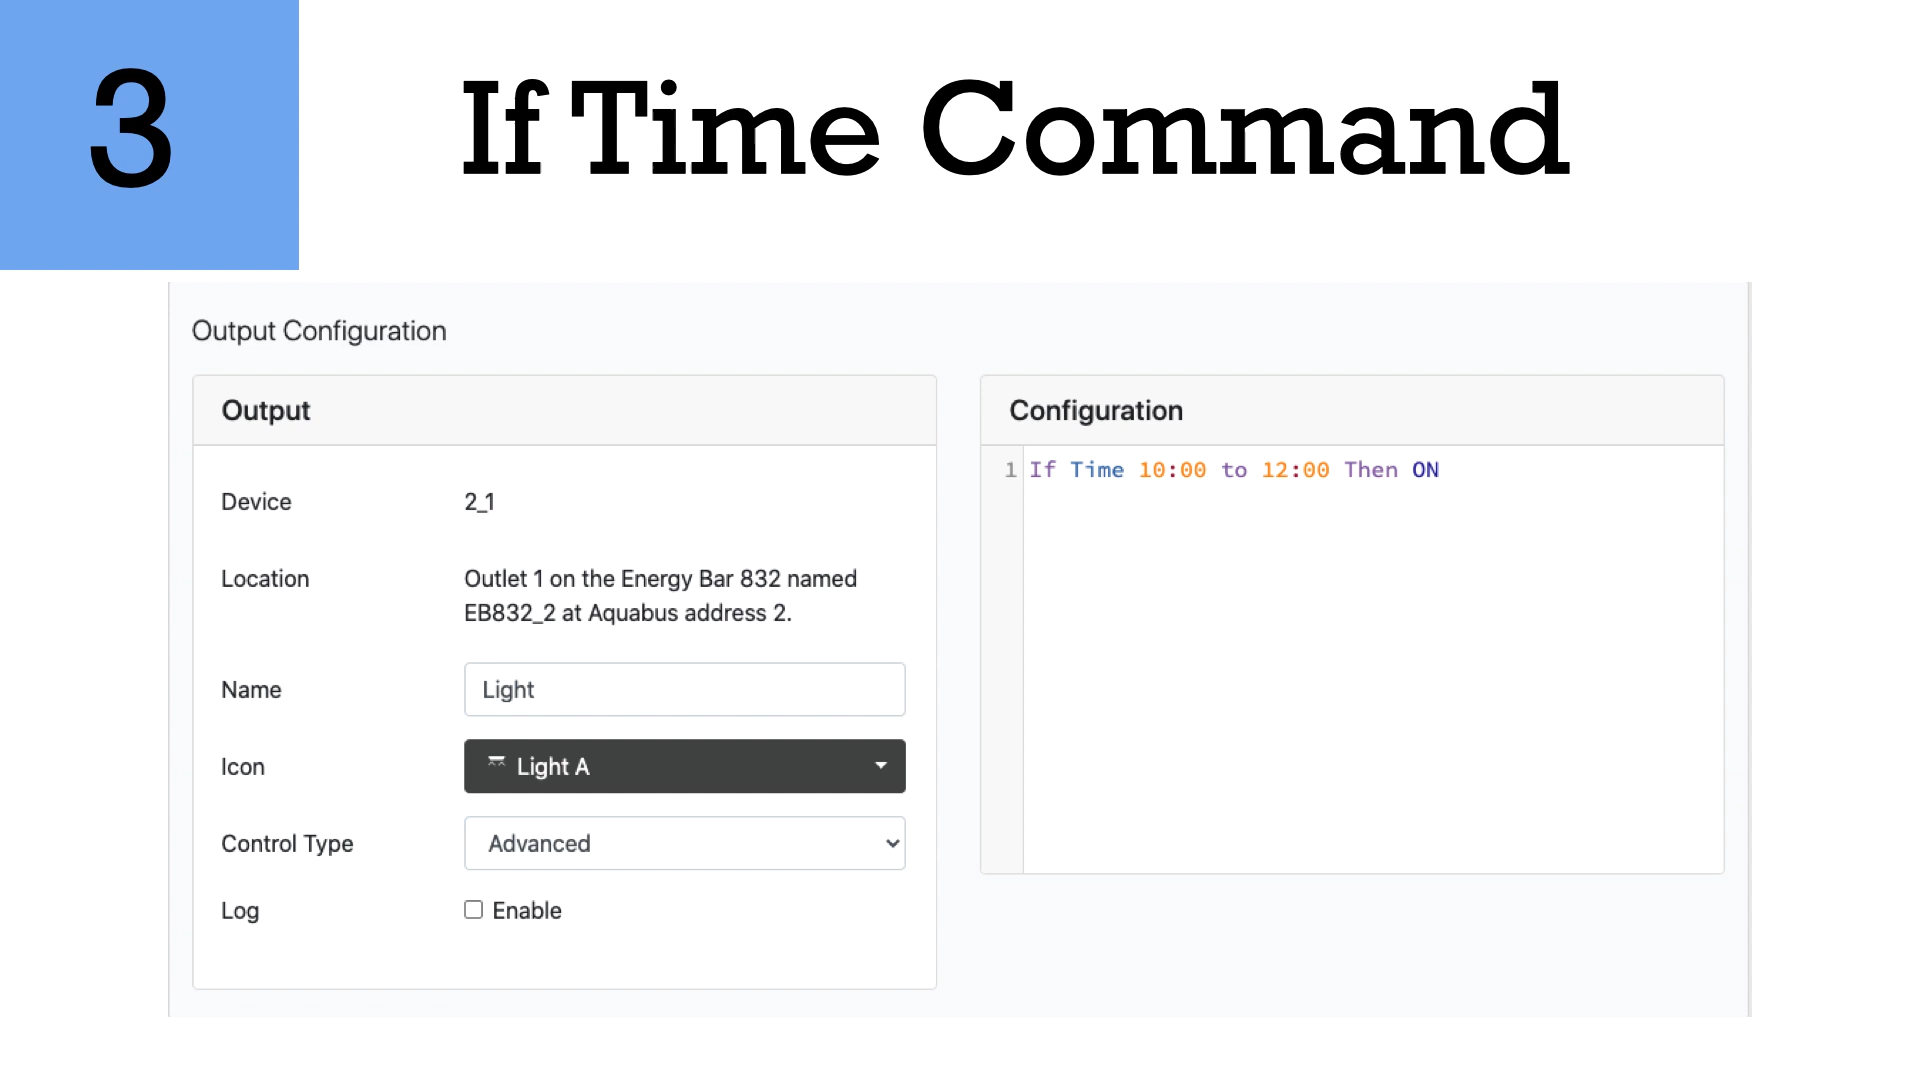 3
If Time Command
Output Configuration
Output
Device 2_1
Location Outlet 1 on the Energy Bar 832 named
EB832_2 at Aquabus address 2.
Name Light
Icon Light A
Control Type Advanced
Log Enable
Configuration
1 If Time 10:00 to 12:00 Then ON